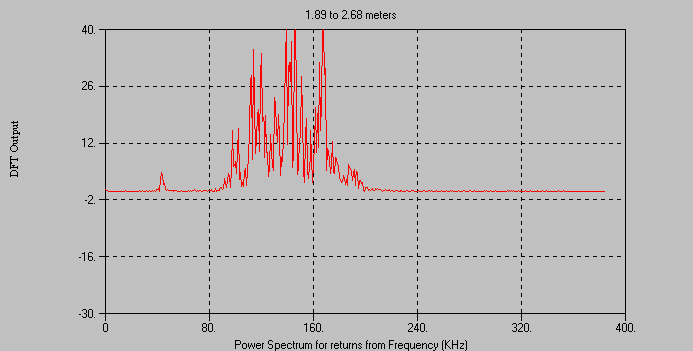 1.89 to 2.68 meters
40.
26.
12.
-2.
-16.
-30.
DFT Output
0 80. 160. 240. 320. 400.
Power Spectrum for returns from Frequency (KHz)